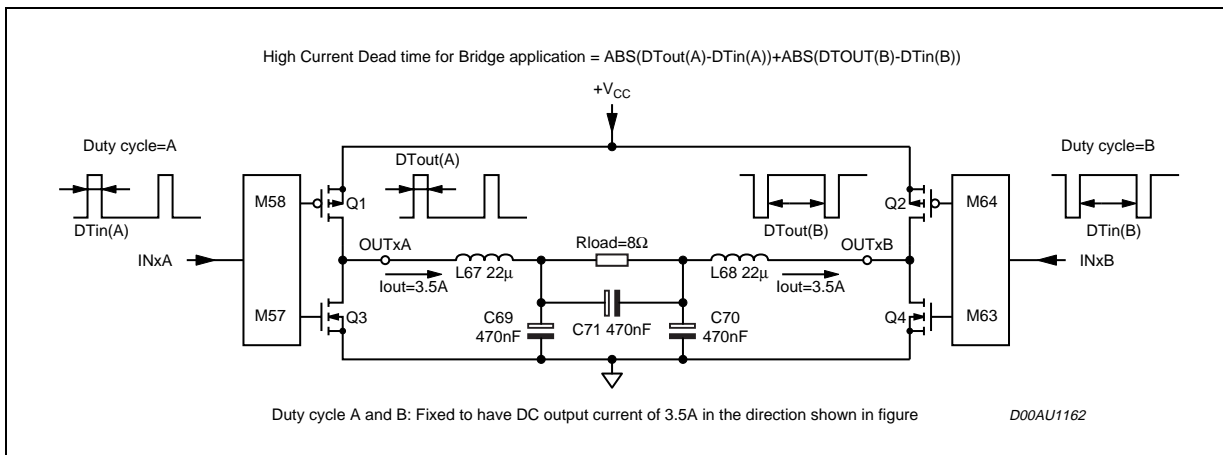 High Current Dead time for Bridge application = ABS(DTout(A)-DTin(A))+ABS(DTOUT(B)-DTin(B))
+VCC
Duty cycle=A
DTin(A)
INxA
M58
M57
Q1
Q3
DTout(A)
OUTxA
L67 22µ
Iout=3.5A
Rload=8Ω
C69
470nF
C71 470nF
C70
470nF
DTout(B)
OUTxB
L68 22µ
Iout=3.5A
Q2
Q4
M64
M63
Duty cycle=B
DTin(B)
INxB
Duty cycle A and B: Fixed to have DC output current of 3.5A in the direction shown in figure
D00AU1162